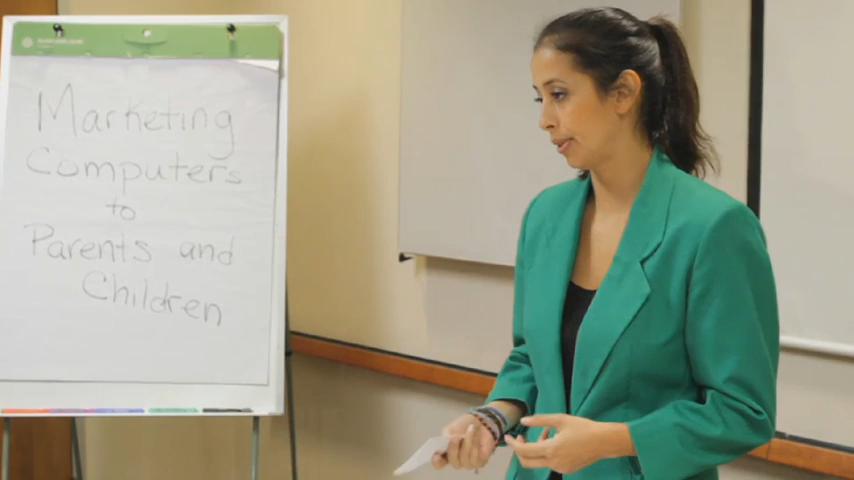 Marketing
Computers
to
Parents and
Children